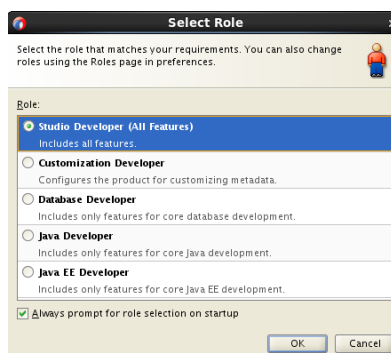 Select Role
Select the role that matches your requirements. You can also change
roles using the Roles page in preferences.
Role:
Studio Developer (All Features)
Includes all features.
Customization Developer
Configures the product for customizing metadata.
Database Developer
Includes only features for core database development.
Java Developer
Includes only features for core Java development.
Java EE Developer
Includes only features for core Java EE development.
Always prompt for role selection on startup
OK
Cancel